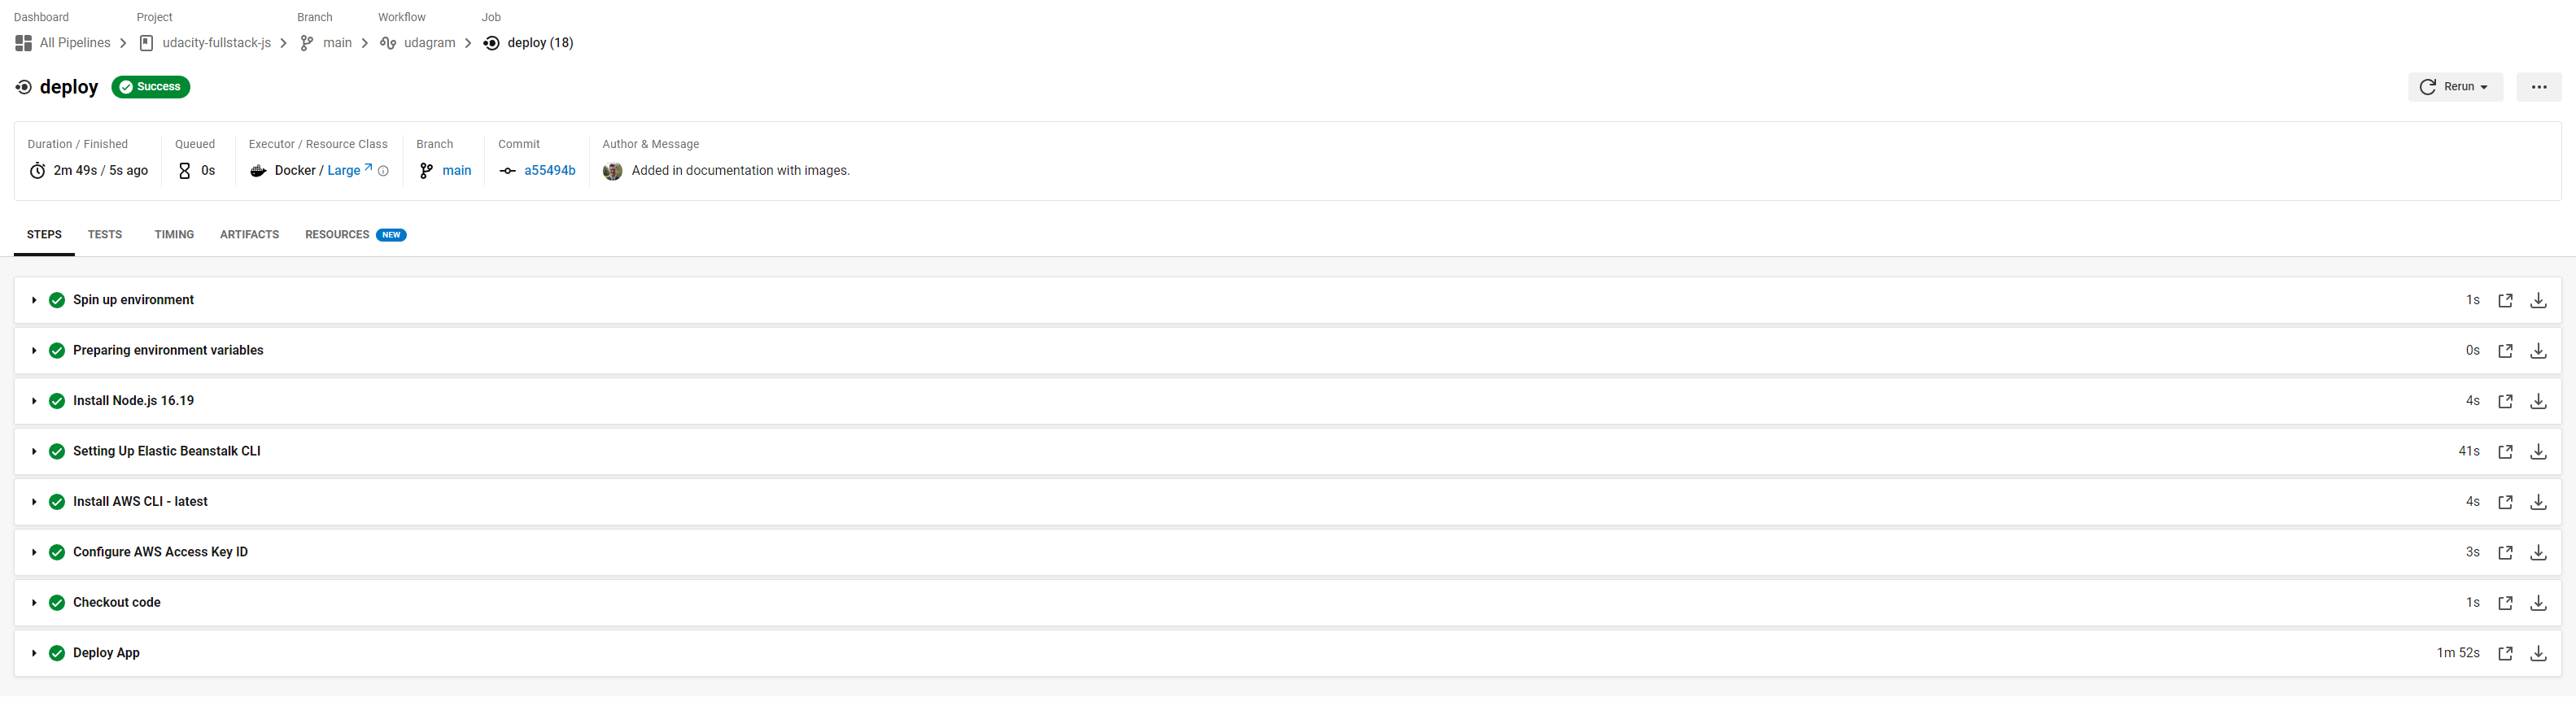 Dashboard Project Branch Workflow Job
All Pipelines udacity-fullstack-js main udagram deploy (18)
deploy Success Rerun
Duration / Finished Queued Executor / Resource Class Branch Commit Author & Message
2m 49s / 5s ago 0s Docker / Large main a55494b Added in documentation with images.
STEPS TESTS TIMING ARTIFACTS RESOURCES NEW
Spin up environment 1s
Preparing environment variables 0s
Install Node.js 16.19 4s
Setting Up Elastic Beanstalk CLI 41s
Install AWS CLI - latest 4s
Configure AWS Access Key ID 3s
Checkout code 1s
Deploy App 1m 52s